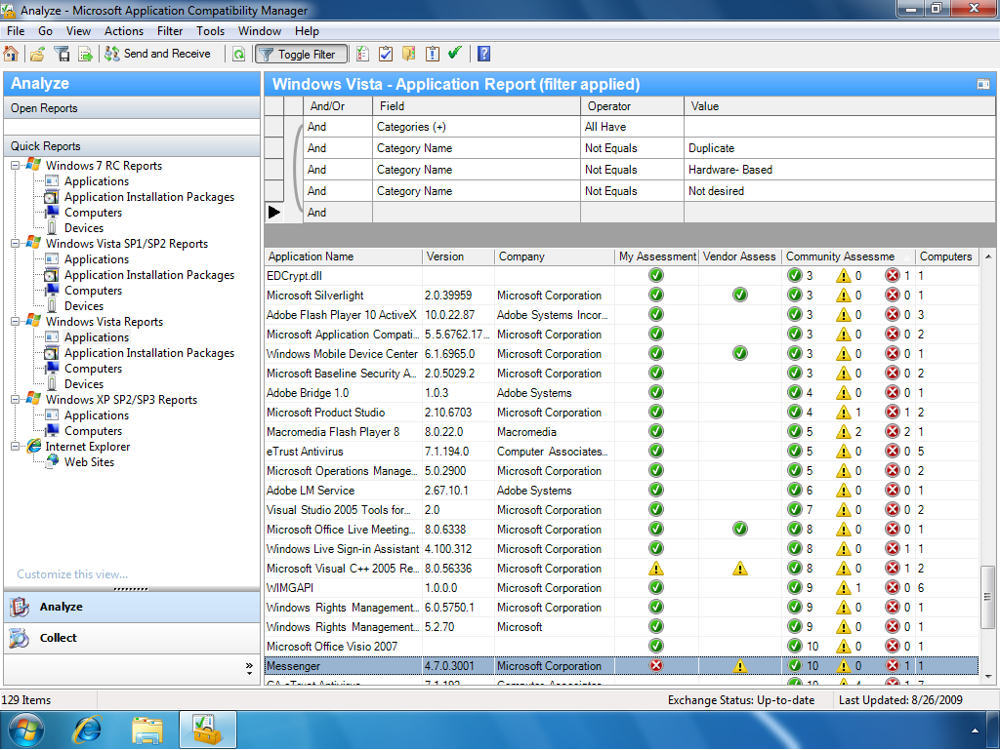 Analyze - Microsoft Application Compatibility Manager
File Go View Actions Filter Tools Window Help
Send and Receive Toggle Filter
Analyze
Open Reports
Quick Reports
Windows 7 RC Reports
Applications
Application Installation Packages
Computers
Devices
Windows Vista SP1/SP2 Reports
Applications
Application Installation Packages
Computers
Devices
Windows Vista Reports
Applications
Application Installation Packages
Computers
Devices
Windows XP SP2/SP3 Reports
Applications
Computers
Internet Explorer
Web Sites
Customize this view...
Analyze
Collect
Windows Vista - Application Report (filter applied)
And/Or Field Operator Value
And Categories (+) All Have
And Category Name Not Equals Duplicate
And Category Name Not Equals Hardware- Based
And Category Name Not Equals Not desired
And
Application Name Version Company My Assessment Vendor Assess Community Assessme Computers
EDCrypt.dll 3 0 1 1
Microsoft Silverlight 2.0.39959 Microsoft Corporation 3 0 0 1
Adobe Flash Player 10 ActiveX 10.0.22.87 Adobe Systems Incor... 3 0 0 3
Microsoft Application Compati... 5.5.6762.17... Microsoft Corporation 3 0 0 2
Windows Mobile Device Center 6.1.6965.0 Microsoft Corporation 3 0 0 1
Microsoft Baseline Security A... 2.0.5029.2 Microsoft Corporation 3 0 0 2
Adobe Bridge 1.0 1.0.3 Adobe Systems 4 0 0 1
Microsoft Product Studio 2.10.6703 Microsoft Corporation 4 1 1 2
Macromedia Flash Player 8 8.0.22.0 Macromedia 5 2 2 1
eTrust Antivirus 7.1.194.0 Computer Associates... 5 0 0 5
Microsoft Operations Manage... 5.0.2900 Microsoft Corporation 5 0 0 2
Adobe LM Service 2.67.10.1 Adobe Systems 6 0 0 1
Visual Studio 2005 Tools for... 2.0 Microsoft Corporation 7 0 0 2
Microsoft Office Live Meeting... 8.0.6338 Microsoft Corporation 8 0 0 1
Windows Live Sign-in Assistant 4.100.312 Microsoft Corporation 8 0 1 1
Microsoft Visual C++ 2005 Re... 8.0.56336 Microsoft Corporation 8 0 1 2
WIMGAPI 1.0.0.0 Microsoft Corporation 9 1 0 6
Windows Rights Management... 6.0.5750.1 Microsoft Corporation 9 0 0 1
Windows Rights Management... 5.2.70 Microsoft 9 0 0 1
Microsoft Office Visio 2007 10 0 0 1
Messenger 4.7.0.3001 Microsoft Corporation 10 0 1 1
129 Items Exchange Status: Up-to-date Last Updated: 8/26/2009